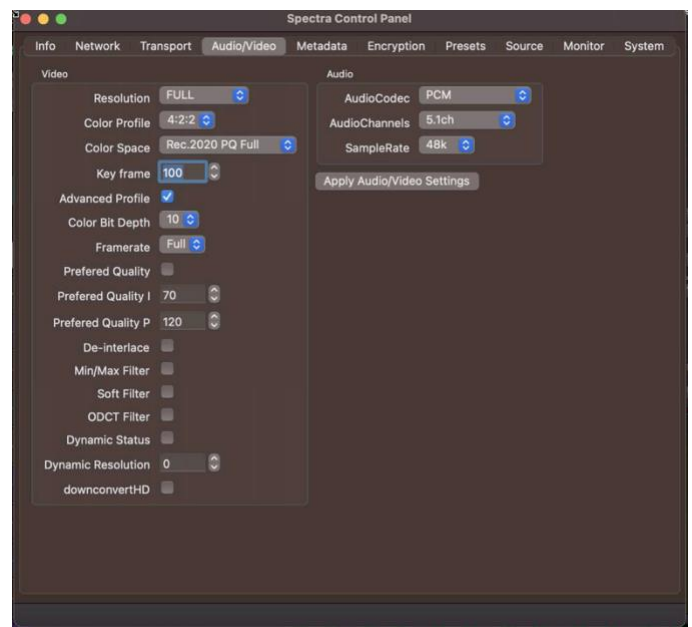 Spectra Control Panel
Info Network Transport Audio/Video Metadata Encryption Presets Source Monitor System
Video
Resolution FULL
Color Profile 4:2:2
Color Space Rec.2020 PQ Full
Key frame 100
Advanced Profile
Color Bit Depth 10
Framerate Full
Prefered Quality
Prefered Quality I 70
Prefered Quality P 120
De-interlace
Min/Max Filter
Soft Filter
ODCT Filter
Dynamic Status
Dynamic Resolution 0
downconvertHD
Audio
AudioCodec PCM
AudioChannels 5.1ch
SampleRate 48k
Apply Audio/Video Settings